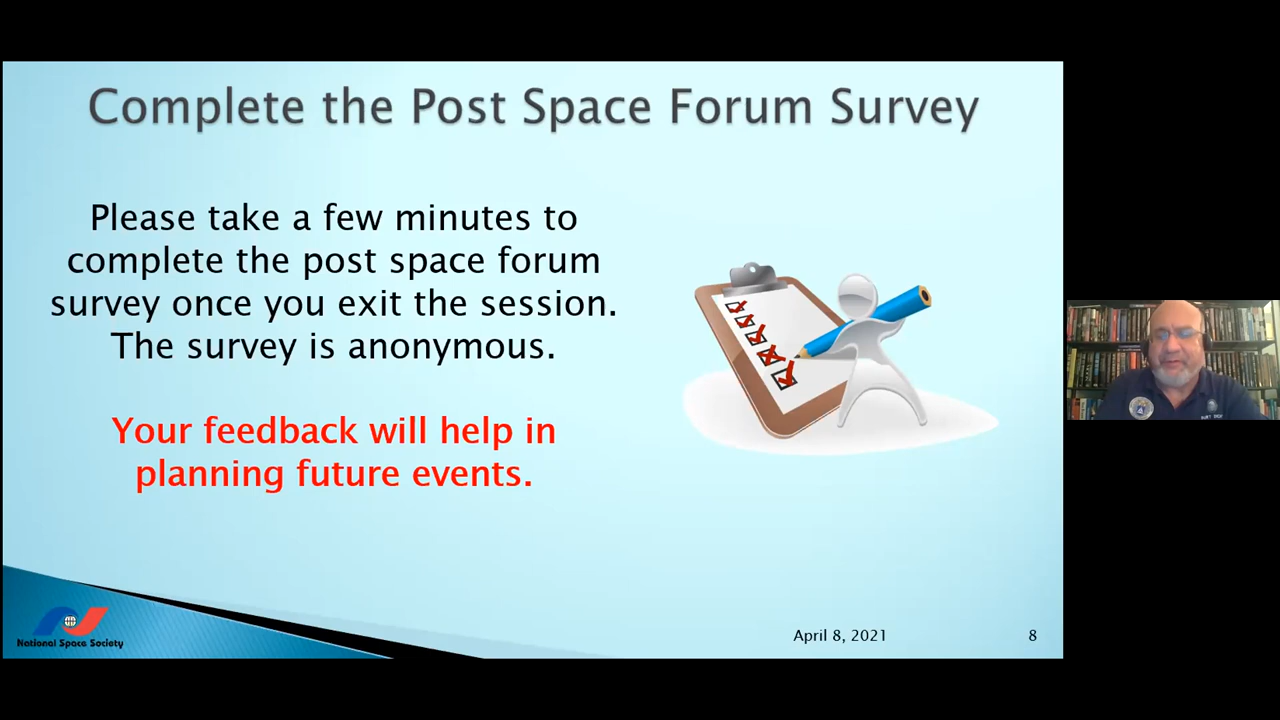 Complete the Post Space Forum Survey
Please take a few minutes to
complete the post space forum
survey once you exit the session.
The survey is anonymous.
Your feedback will help in
planning future events.
National Space Society
April 8, 2021
8